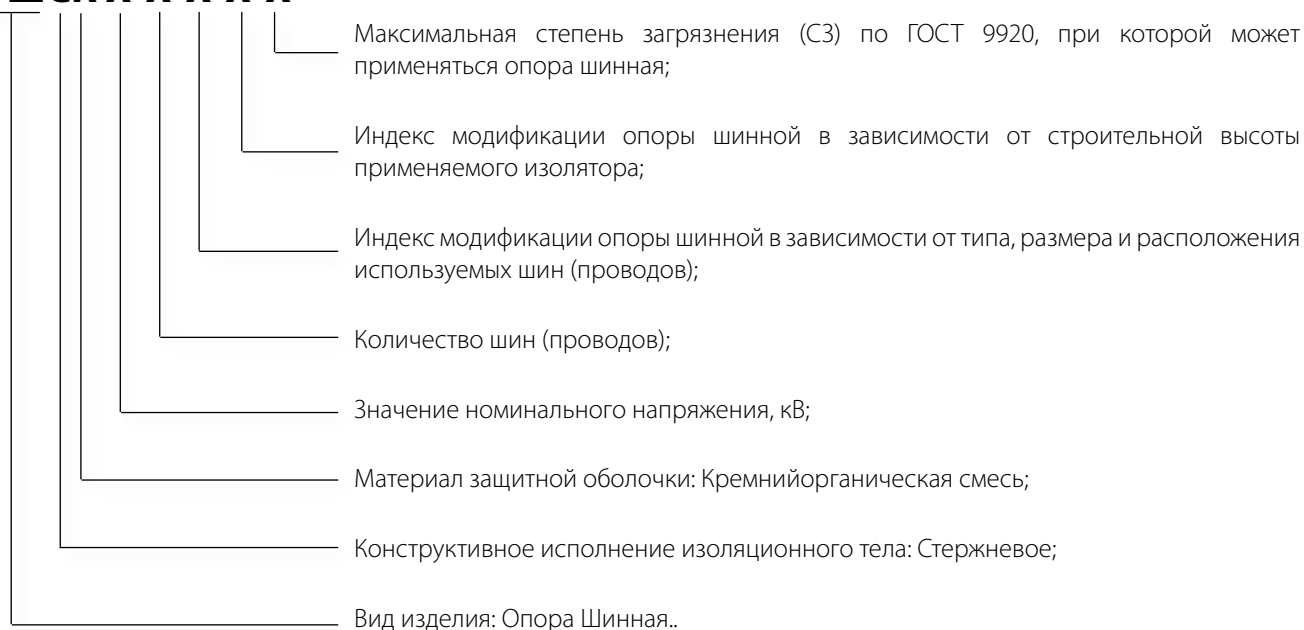 Максимальная степень загрязнения (СЗ) по ГОСТ 9920, при которой может
применяться опора шинная;
Индекс модификации опоры шинной в зависимости от строительной высоты
применяемого изолятора;
Индекс модификации опоры шинной в зависимости от типа, размера и расположения
используемых шин (проводов);
Количество шин (проводов);
Значение номинального напряжения, кВ;
Материал защитной оболочки: Кремнийорганическая смесь;
Конструктивное исполнение изоляционного тела: Стержневое;
Вид изделия: Опора Шинная..